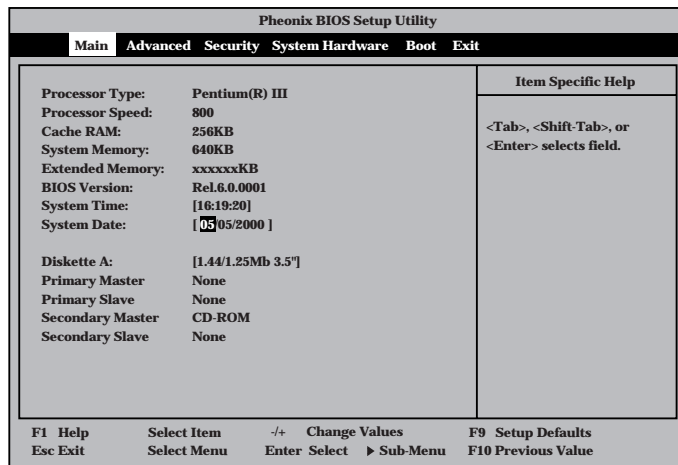 Pheonix BIOS Setup Utility
Main Advanced Security System Hardware Boot Exit
Item Specific Help
<Tab>, <Shift-Tab>, or
<Enter> selects field.
Processor Type: Pentium(R) III
Processor Speed: 800
Cache RAM: 256KB
System Memory: 640KB
Extended Memory: xxxxxxKB
BIOS Version: Rel.6.0.0001
System Time: [16:19:20]
System Date: [ 05/05/2000 ]
Diskette A: [1.44/1.25Mb 3.5"]
Primary Master None
Primary Slave None
Secondary Master CD-ROM
Secondary Slave None
F1 Help Select Item -/+ Change Values F9 Setup Defaults
Esc Exit Select Menu Enter Select ▶ Sub-Menu F10 Previous Value